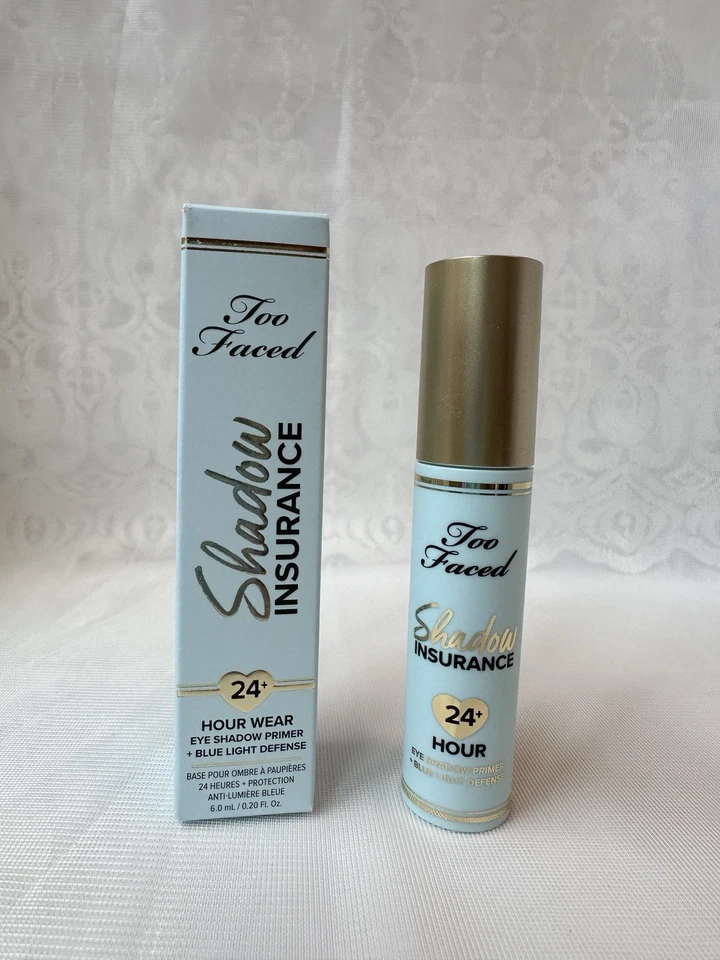 Too
Faced
Shadow
INSURANCE
24+
HOUR WEAR
EYE SHADOW PRIMER
+ BLUE LIGHT DEFENSE
BASE POUR OMBRE À PAUPIÈRES
24 HEURES + PROTECTION
ANTI-LUMIÈRE BLEUE
6.0 mL / 0.20 Fl. Oz.
Too
Faced
Shadow
INSURANCE
24+
HOUR
EYE SHADOW PRIMER
+ BLUE LIGHT DEFENSE